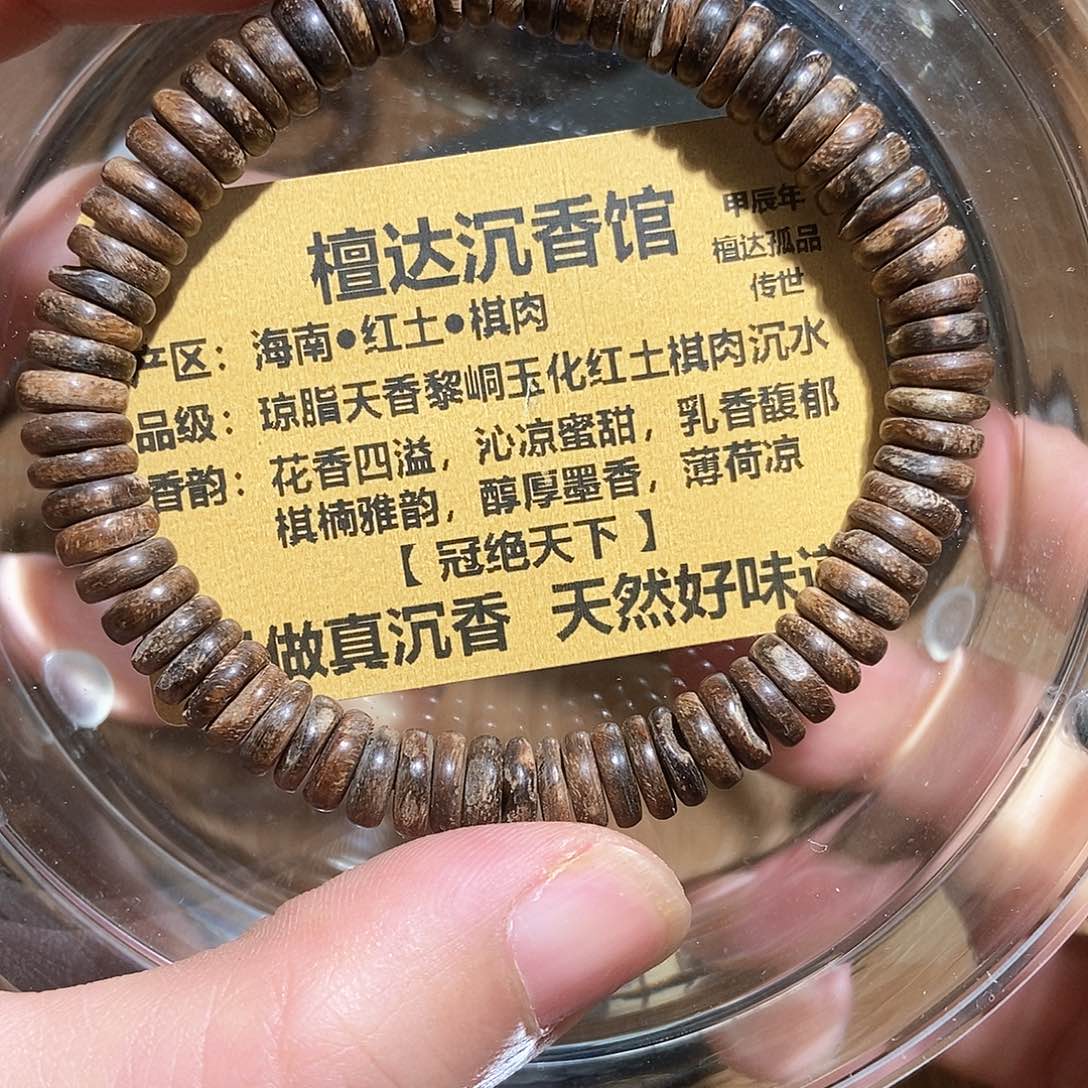 檀达沉香馆
甲辰年
檀达孤品
传世
产区：海南•红土•棋肉
品级：琼脂天香黎峒玉化红土棋肉沉水
香韵：花香四溢，沁凉蜜甜，乳香馥郁
棋楠雅韵，醇厚墨香，薄荷凉
【冠绝天下】
做真沉香 天然好味